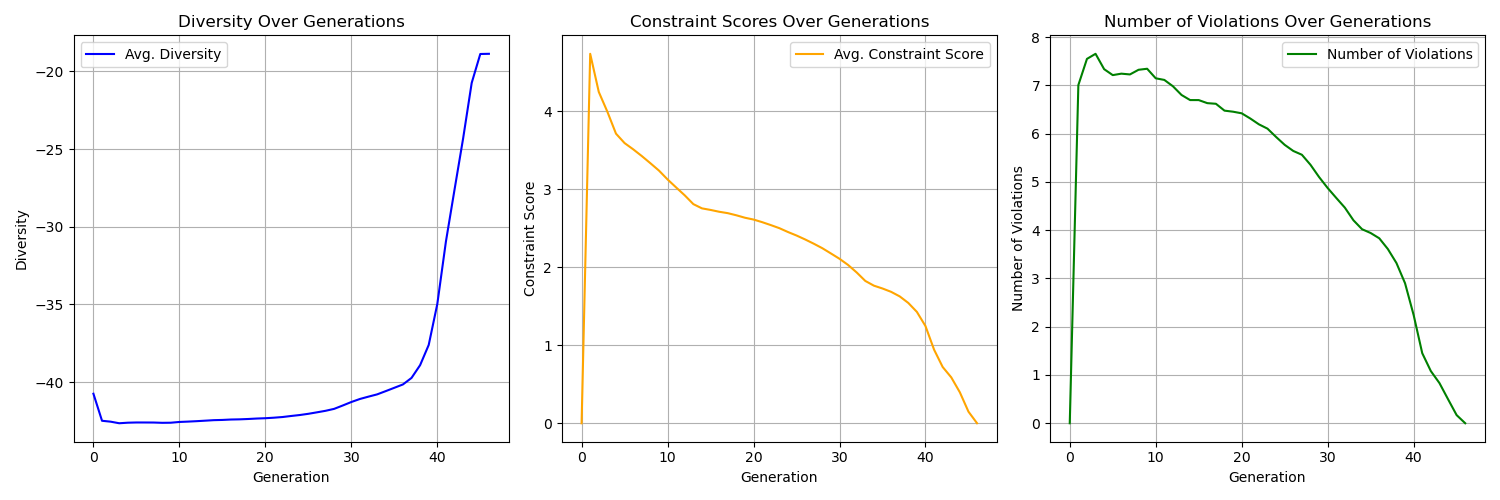 Diversity Over Generations
Avg. Diversity
Diversity
−20
−25
−30
−35
−40
0 10 20 30 40
Generation
Constraint Scores Over Generations
Avg. Constraint Score
Constraint Score
4
3
2
1
0
0 10 20 30 40
Generation
Number of Violations Over Generations
Number of Violations
Number of Violations
8
7
6
5
4
3
2
1
0
0 10 20 30 40
Generation